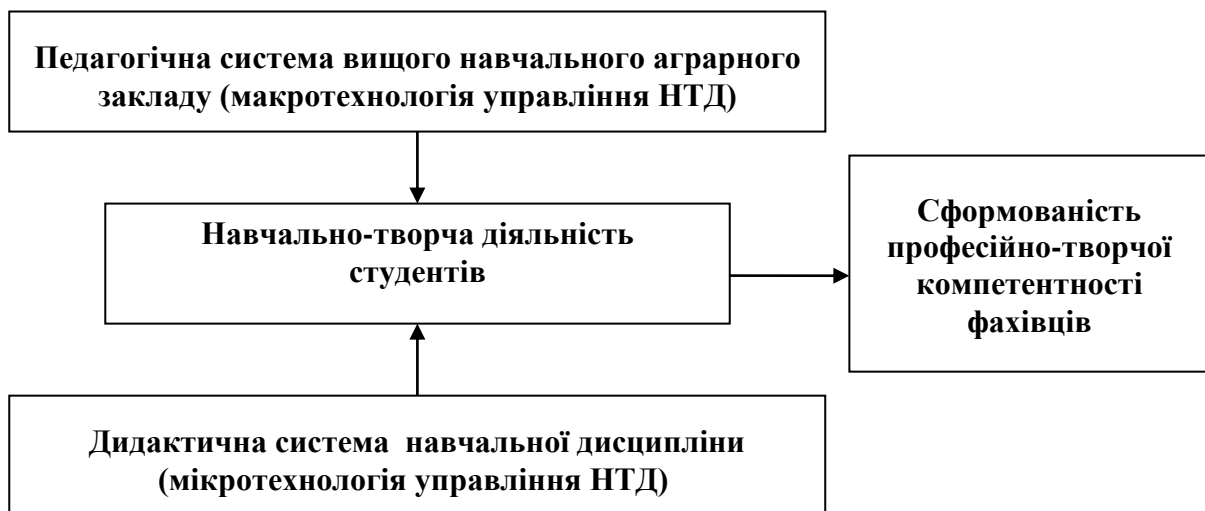 Педагогічна система вищого навчального аграрного
закладу (макротехнологія управління НТД)
Навчально-творча діяльність
студентів
Сформованість
професійно-творчої
компетентності
фахівців
Дидактична система навчальної дисципліни
(мікротехнологія управління НТД)